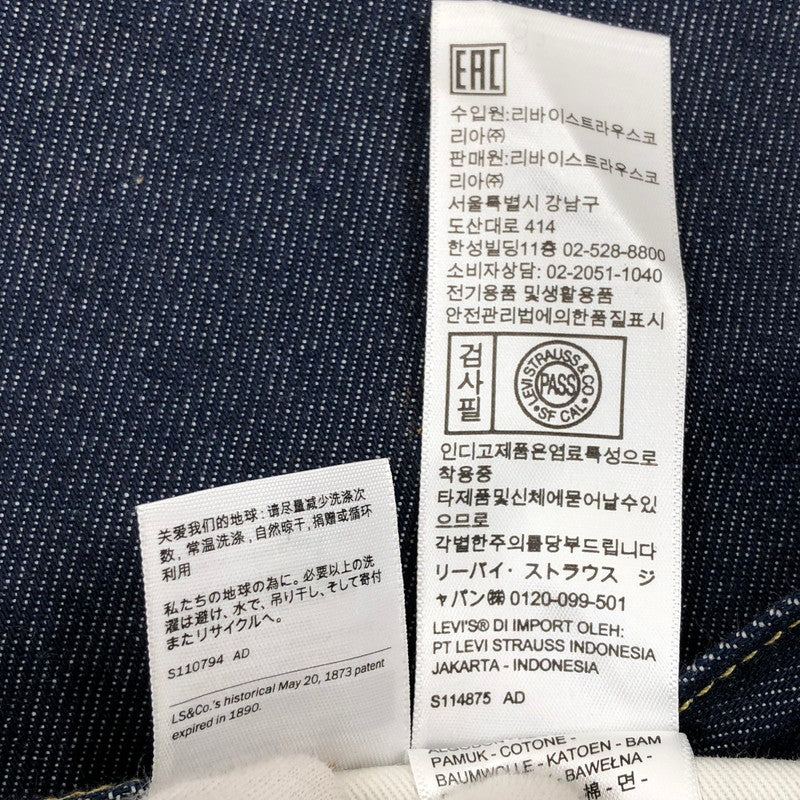 EAC
수입원:리바이스트라우스코
리아㈜
판매원:리바이스트라우스코
리아㈜
서울특별시 강남구
도산대로 414
한성빌딩11층 02-528-8800
소비자상담: 02-2051-1040
전기용품 및생활용품
안전관리법에의한품질표시
검사필
LEVI STRAUSS & CO
PASS
SF CAL.
인디고제품은염료특성으로
착용중
타제품및신체에묻어날수있
으므로
각별한주의를당부드립니다
リーバイ・ストラウス ジ
ャパン㈱ 0120-099-501
LEVI'S® DI IMPORT OLEH:
PT LEVI STRAUSS INDONESIA
JAKARTA - INDONESIA
S114875 AD
关爱我们的地球:请尽量减少洗涤次
数,常温洗涤,自然晾干,捐赠或循环
利用
私たちの地球の為に。必要以上の洗
濯は避け、水で、吊り干し、そして寄付
またリサイクルへ。
S110794 AD
LS&Co.'s historical May 20, 1873 patent
expired in 1890.
PAMUK - COTONE -
BAUMWOLLE - KATOEN - BAM
- BAWEŁNA -
棉 - 면 -